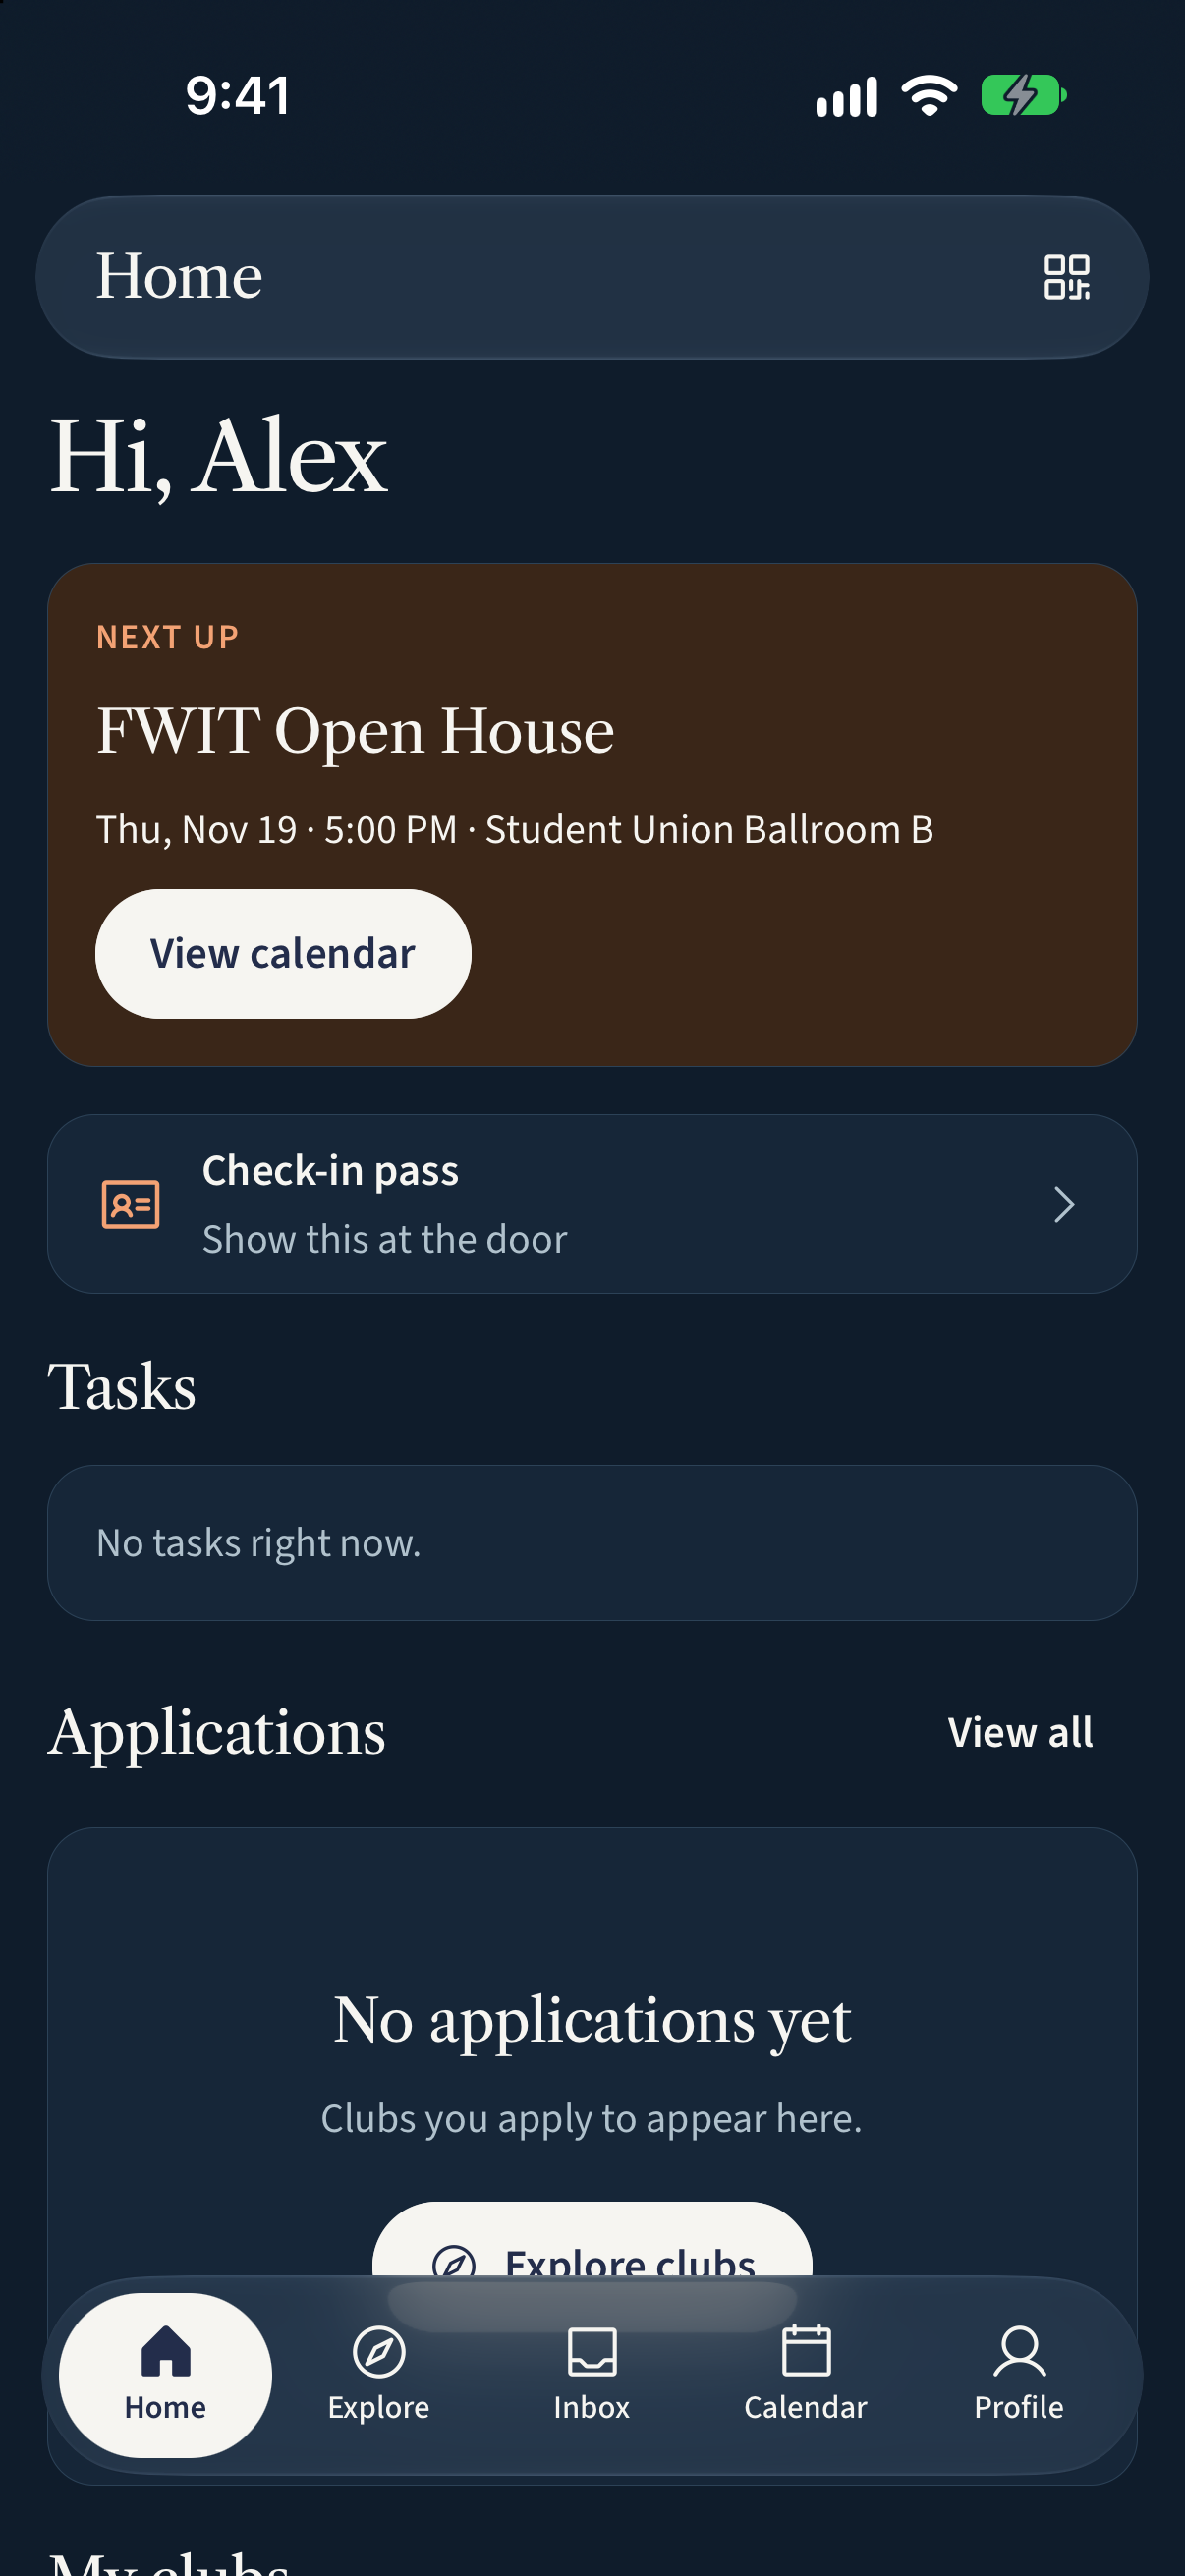 9:41
Home
Hi, Alex
NEXT UP
FWIT Open House
Thu, Nov 19 · 5:00 PM · Student Union Ballroom B
View calendar
Check-in pass
Show this at the door
Tasks
No tasks right now.
Applications
View all
No applications yet
Clubs you apply to appear here.
Explore clubs
Home
Explore
Inbox
Calendar
Profile
My clubs